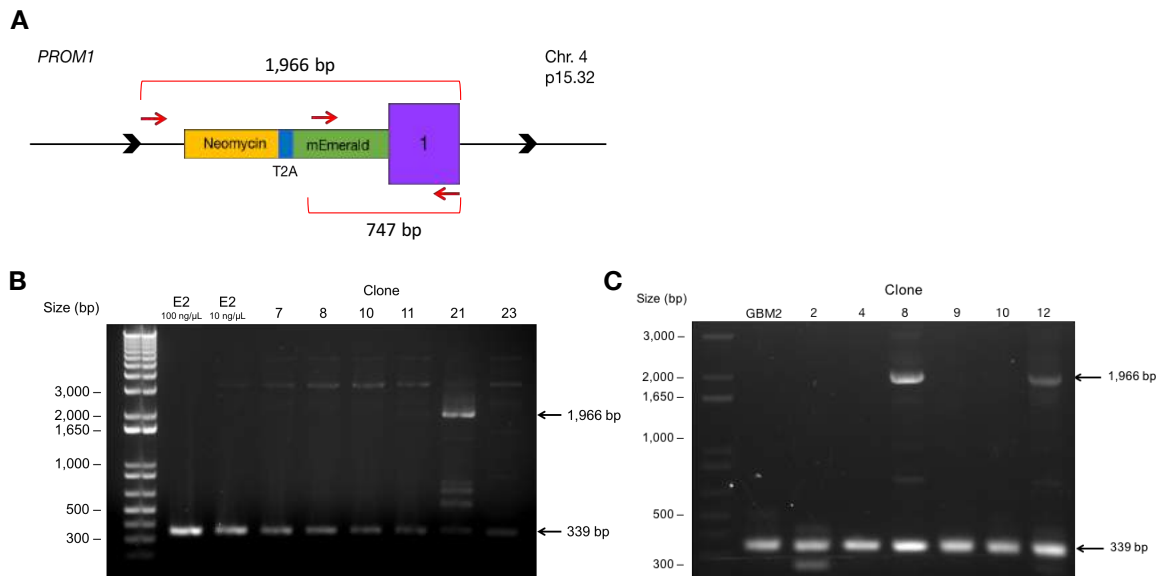 A
PROM1
1,966 bp
Chr. 4
p15.32
Neomycin
mEmerald
1
T2A
747 bp
B
Clone
Size (bp)
E2 E2 7 8 10 11 21 23
100 ng/µL 10 ng/µL
3,000 –
2,000 –
1,966 bp
1,650 –
1,000 –
500 –
339 bp
300 –
C
Clone
Size (bp)
GBM2 2 4 8 9 10 12
3,000 –
2,000 –
1,966 bp
1,650 –
1,000 –
500 –
339 bp
300 –